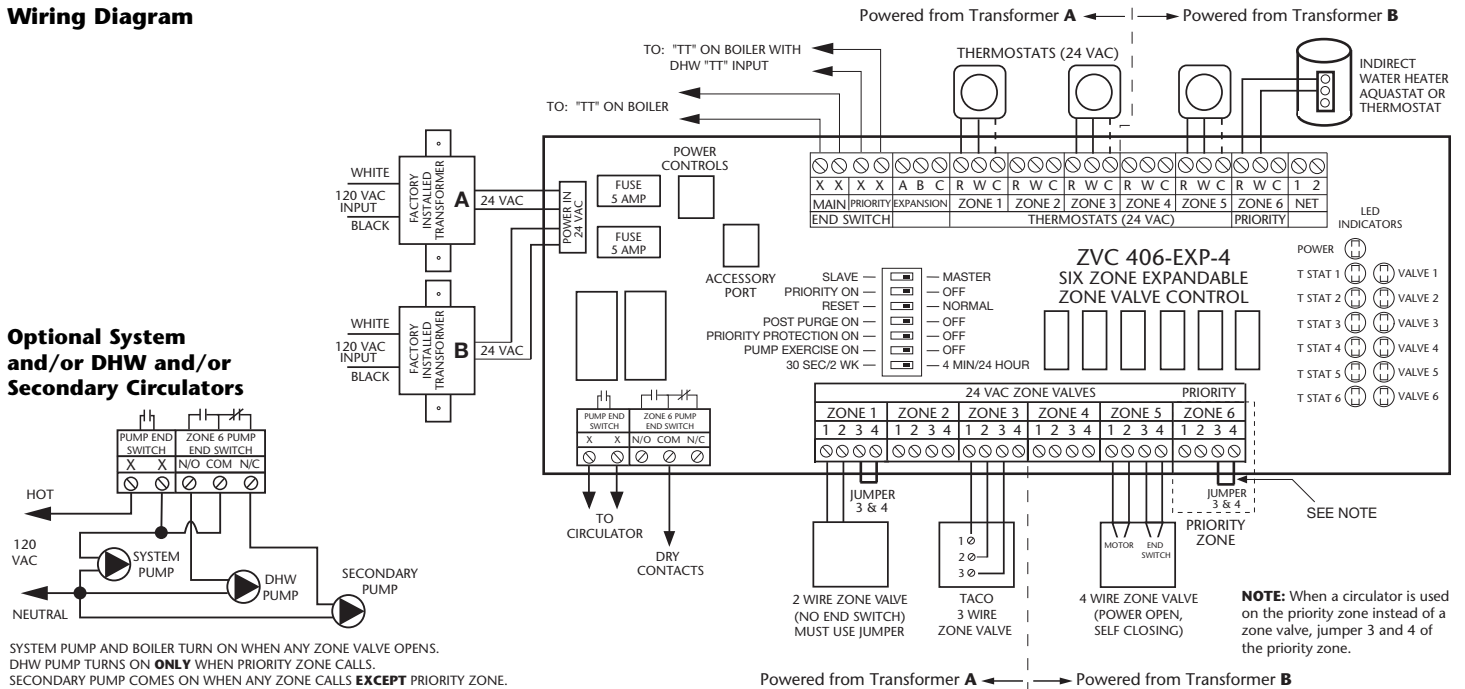 Wiring Diagram
Powered from Transformer A
Powered from Transformer B
TO: "TT" ON BOILER WITH
DHW "TT" INPUT
THERMOSTATS (24 VAC)
INDIRECT
WATER HEATER
AQUASTAT OR
THERMOSTAT
TO: "TT" ON BOILER
WHITE
120 VAC
INPUT
BLACK
FACTORY
INSTALLED
TRANSFORMER
A
24 VAC
POWER IN
24 VAC
FUSE
5 AMP
FUSE
5 AMP
POWER
CONTROLS
ACCESSORY
PORT
X X X X A B C R W C R W C R W C R W C R W C R W C 1 2
MAIN PRIORITY EXPANSION ZONE 1 ZONE 2 ZONE 3 ZONE 4 ZONE 5 ZONE 6 NET
END SWITCH THERMOSTATS (24 VAC) PRIORITY
ZVC 406-EXP-4
SIX ZONE EXPANDABLE
ZONE VALVE CONTROL
LED
INDICATORS
POWER
T STAT 1 VALVE 1
T STAT 2 VALVE 2
T STAT 3 VALVE 3
T STAT 4 VALVE 4
T STAT 5 VALVE 5
T STAT 6 VALVE 6
SLAVE — — MASTER
PRIORITY ON — — OFF
RESET — — NORMAL
POST PURGE ON — — OFF
PRIORITY PROTECTION ON — — OFF
PUMP EXERCISE ON — — OFF
30 SEC/2 WK — — 4 MIN/24 HOUR
WHITE
120 VAC
INPUT
BLACK
FACTORY
INSTALLED
TRANSFORMER
B
24 VAC
Optional System
and/or DHW and/or
Secondary Circulators
PUMP END
SWITCH
ZONE 6 PUMP
END SWITCH
X X N/O COM N/C
HOT
120
VAC
NEUTRAL
SYSTEM
PUMP
DHW
PUMP
SECONDARY
PUMP
PUMP END
SWITCH
ZONE 6 PUMP
END SWITCH
X X N/O COM N/C
TO
CIRCULATOR
DRY
CONTACTS
24 VAC ZONE VALVES PRIORITY
ZONE 1 ZONE 2 ZONE 3 ZONE 4 ZONE 5 ZONE 6
1 2 3 4 1 2 3 4 1 2 3 4 1 2 3 4 1 2 3 4 1 2 3 4
JUMPER
3 & 4
2 WIRE ZONE VALVE
(NO END SWITCH)
MUST USE JUMPER
1
2
3
TACO
3 WIRE
ZONE VALVE
MOTOR
END
SWITCH
4 WIRE ZONE VALVE
(POWER OPEN,
SELF CLOSING)
JUMPER
3 & 4
PRIORITY
ZONE
SEE NOTE
NOTE: When a circulator is used
on the priority zone instead of a
zone valve, jumper 3 and 4 of
the priority zone.
SYSTEM PUMP AND BOILER TURN ON WHEN ANY ZONE VALVE OPENS.
DHW PUMP TURNS ON ONLY WHEN PRIORITY ZONE CALLS.
SECONDARY PUMP COMES ON WHEN ANY ZONE CALLS EXCEPT PRIORITY ZONE.
Powered from Transformer A
Powered from Transformer B